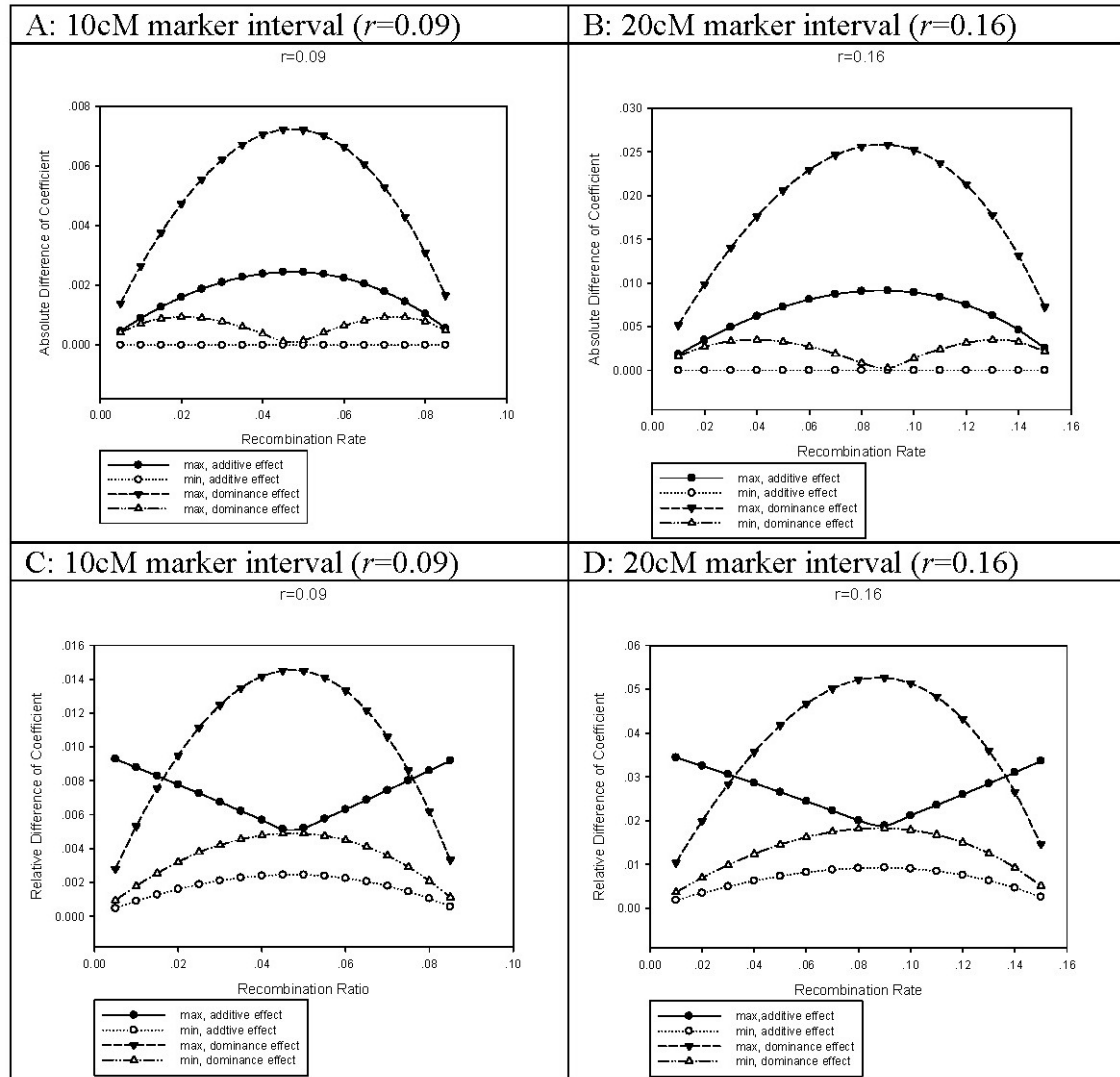 A: 10cM marker interval (r=0.09)
r=0.09
Absolute Difference of Coefficient
.008
.006
.004
.002
0.000
0.00 .02 .04 .06 .08 .10
Recombination Rate
max, additive effect
min, additive effect
max, dominance effect
max, dominance effect
B: 20cM marker interval (r=0.16)
r=0.16
Absolute Difference of Coefficient
.030
.025
.020
.015
.010
.005
0.000
0.00 .02 .04 .06 .08 .10 .12 .14 .16
Recombination Rate
max, additive effect
min, additive effect
max, dominance effect
min, dominance effect
C: 10cM marker interval (r=0.09)
r=0.09
Relative Difference of Coefficient
.016
.014
.012
.010
.008
.006
.004
.002
0.000
0.00 .02 .04 .06 .08 .10
Recombination Ratio
max, additive effect
min, additive effect
max, dominance effect
min, dominance effect
D: 20cM marker interval (r=0.16)
r=0.16
Relative Difference of Coefficient
.06
.05
.04
.03
.02
.01
0.00
0.00 .02 .04 .06 .08 .10 .12 .14 .16
Recombination Rate
max,additive effect
min, additive effect
max, dominance effect
min, dominance effect